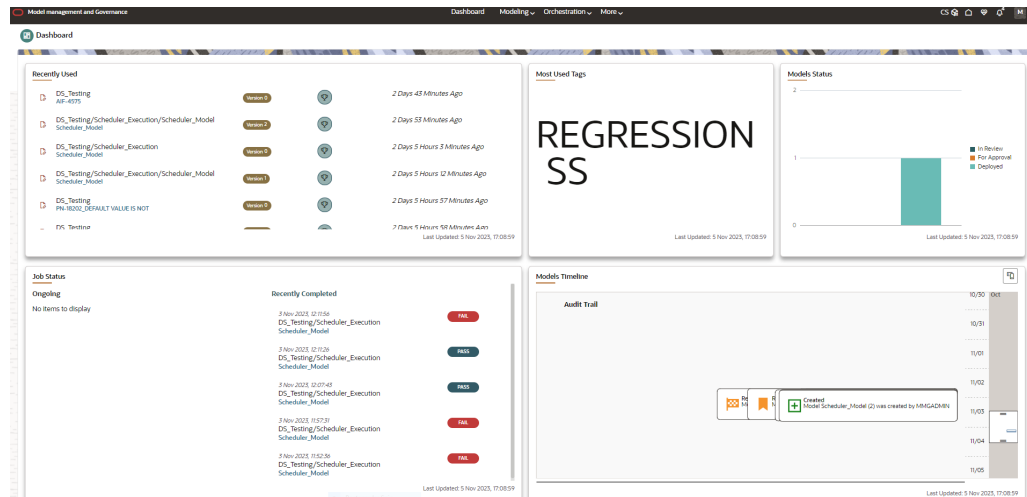 Model management and Governance
Dashboard Modeling Orchestration More
CS
M
Dashboard
Recently Used
DS_Testing
AIF-4575
Version 0
2 Days 43 Minutes Ago
DS_Testing/Scheduler_Execution/Scheduler_Model
Scheduler_Model
Version 2
2 Days 53 Minutes Ago
DS_Testing/Scheduler_Execution
Scheduler_Model
Version 0
2 Days 5 Hours 3 Minutes Ago
DS_Testing/Scheduler_Execution/Scheduler_Model
Scheduler_Model
Version 1
2 Days 5 Hours 12 Minutes Ago
DS_Testing
PN-18202_DEFAULT VALUE IS NOT
Version 0
2 Days 5 Hours 57 Minutes Ago
DS_Testing
2 Days 5 Hours 58 Minutes Ago
Last Updated: 5 Nov 2023, 17:08:59
Most Used Tags
REGRESSION
SS
Last Updated: 5 Nov 2023, 17:08:59
Models Status
2
1
0
In Review
For Approval
Deployed
Last Updated: 5 Nov 2023, 17:08:59
Job Status
Ongoing
No items to display
Recently Completed
3 Nov 2023, 12:11:56
DS_Testing/Scheduler_Execution
Scheduler_Model
FAIL
3 Nov 2023, 12:11:26
DS_Testing/Scheduler_Execution
Scheduler_Model
PASS
3 Nov 2023, 12:07:43
DS_Testing/Scheduler_Execution
Scheduler_Model
PASS
3 Nov 2023, 11:57:31
DS_Testing/Scheduler_Execution
Scheduler_Model
FAIL
3 Nov 2023, 11:52:36
DS_Testing/Scheduler_Execution
Scheduler_Model
FAIL
Last Updated: 5 Nov 2023, 17:08:59
Models Timeline
Audit Trail
Created
Model Scheduler_Model (2) was created by MMGADMIN
10/30 Oct
10/31
11/01
11/02
11/03
11/04
11/05
Last Updated: 5 Nov 2023, 17:08:59